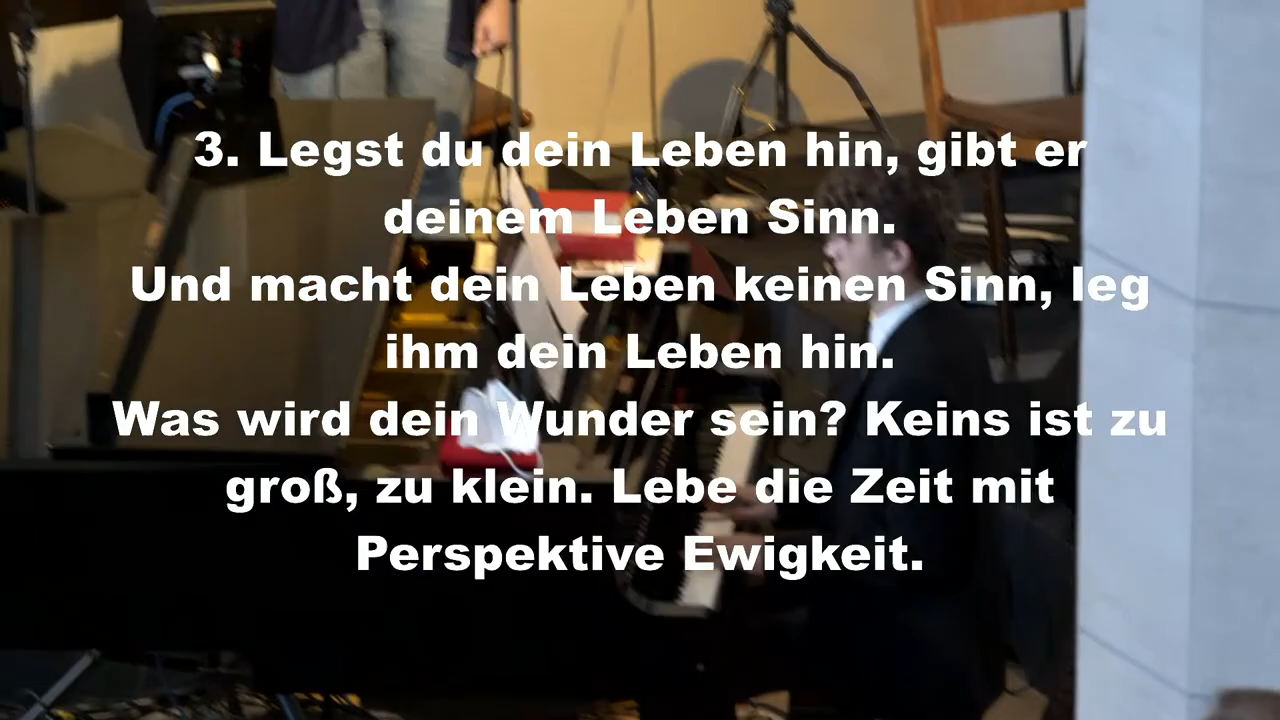 3. Legst du dein Leben hin, gibt er
deinem Leben Sinn.
Und macht dein Leben keinen Sinn, leg
ihm dein Leben hin.
Was wird dein Wunder sein? Keins ist zu
groß, zu klein. Lebe die Zeit mit
Perspektive Ewigkeit.